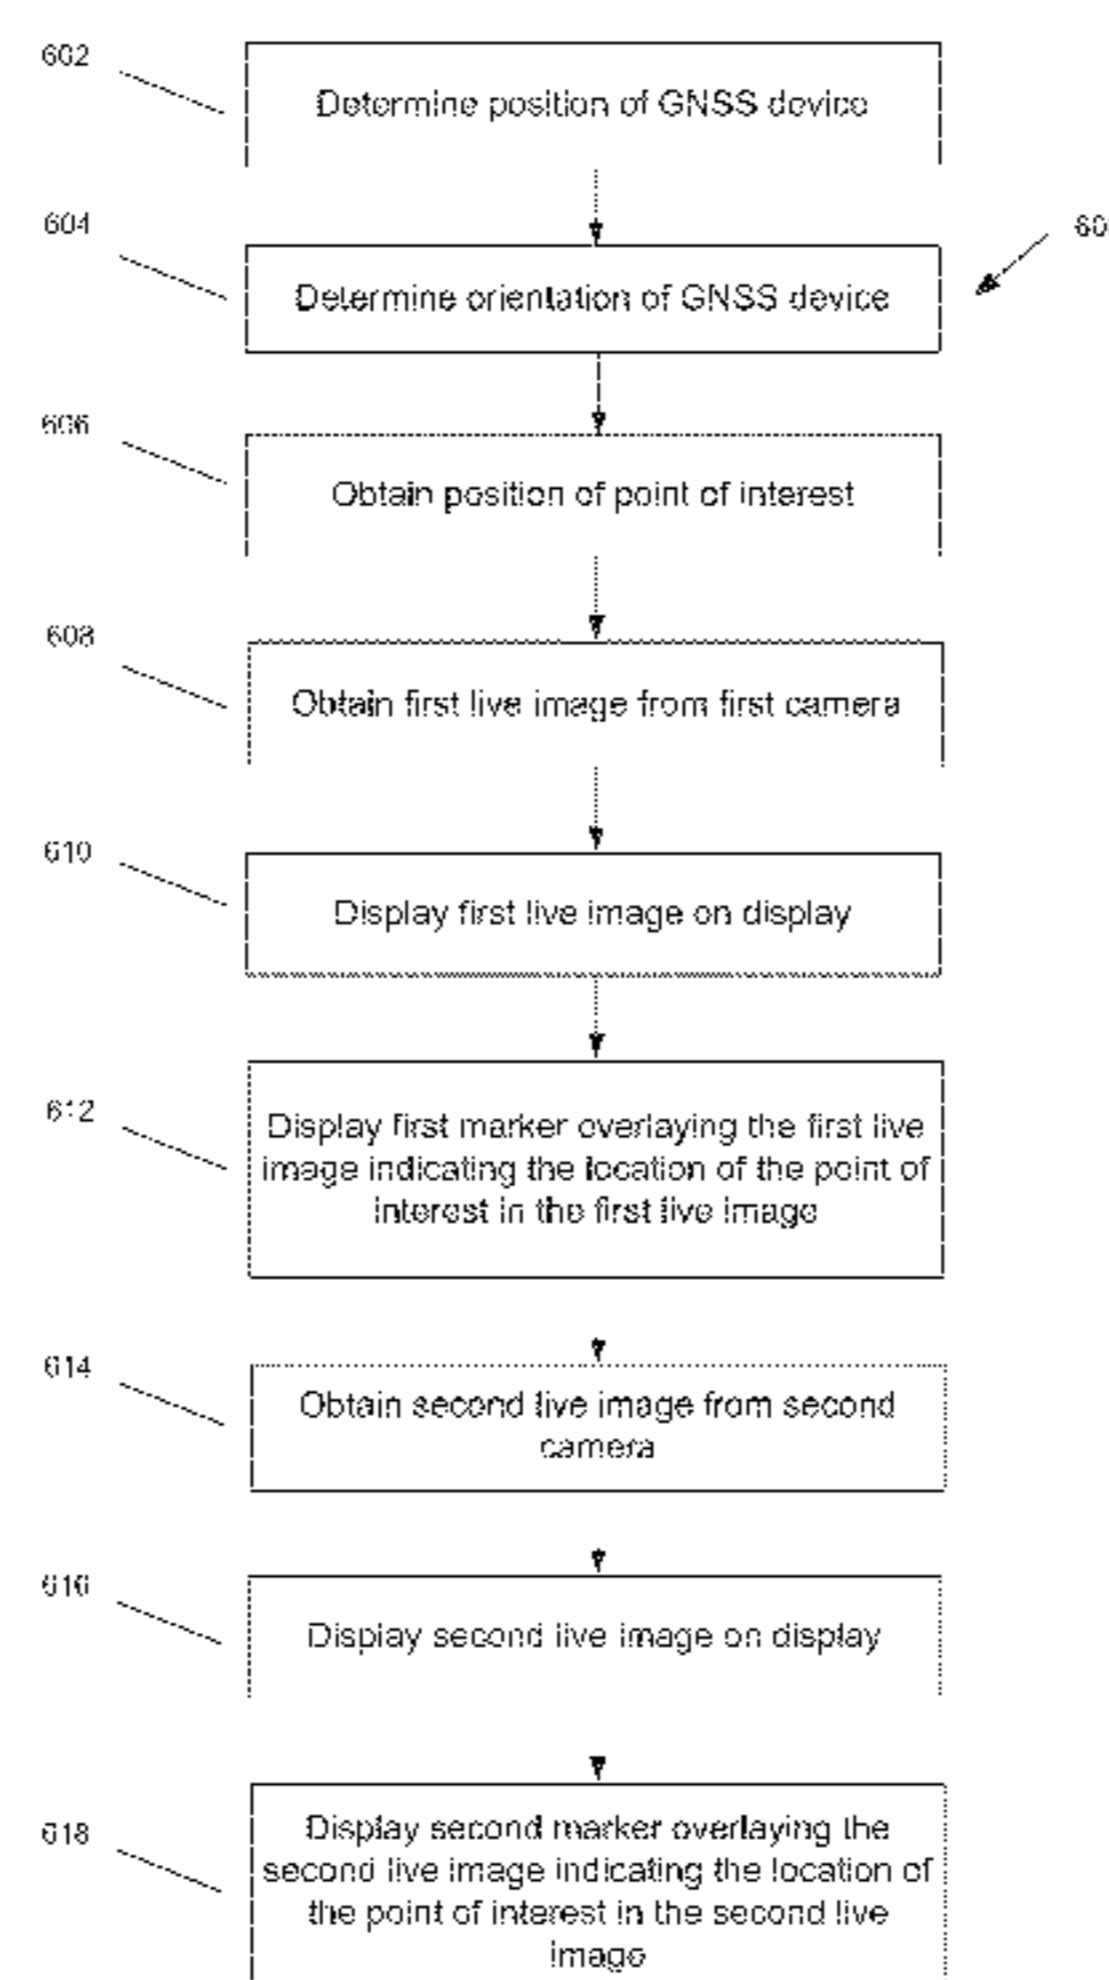 602
Determine position of GNSS device
604
Determine orientation of GNSS device
606
Obtain position of point of interest
608
Obtain first live image from first camera
610
Display first live image on display
612
Display first marker overlaying the first live
image indicating the location of the point of
interest in the first live image
614
Obtain second live image from second
camera
616
Display second live image on display
618
Display second marker overlaying the
second live image indicating the location of
the point of interest in the second live
image